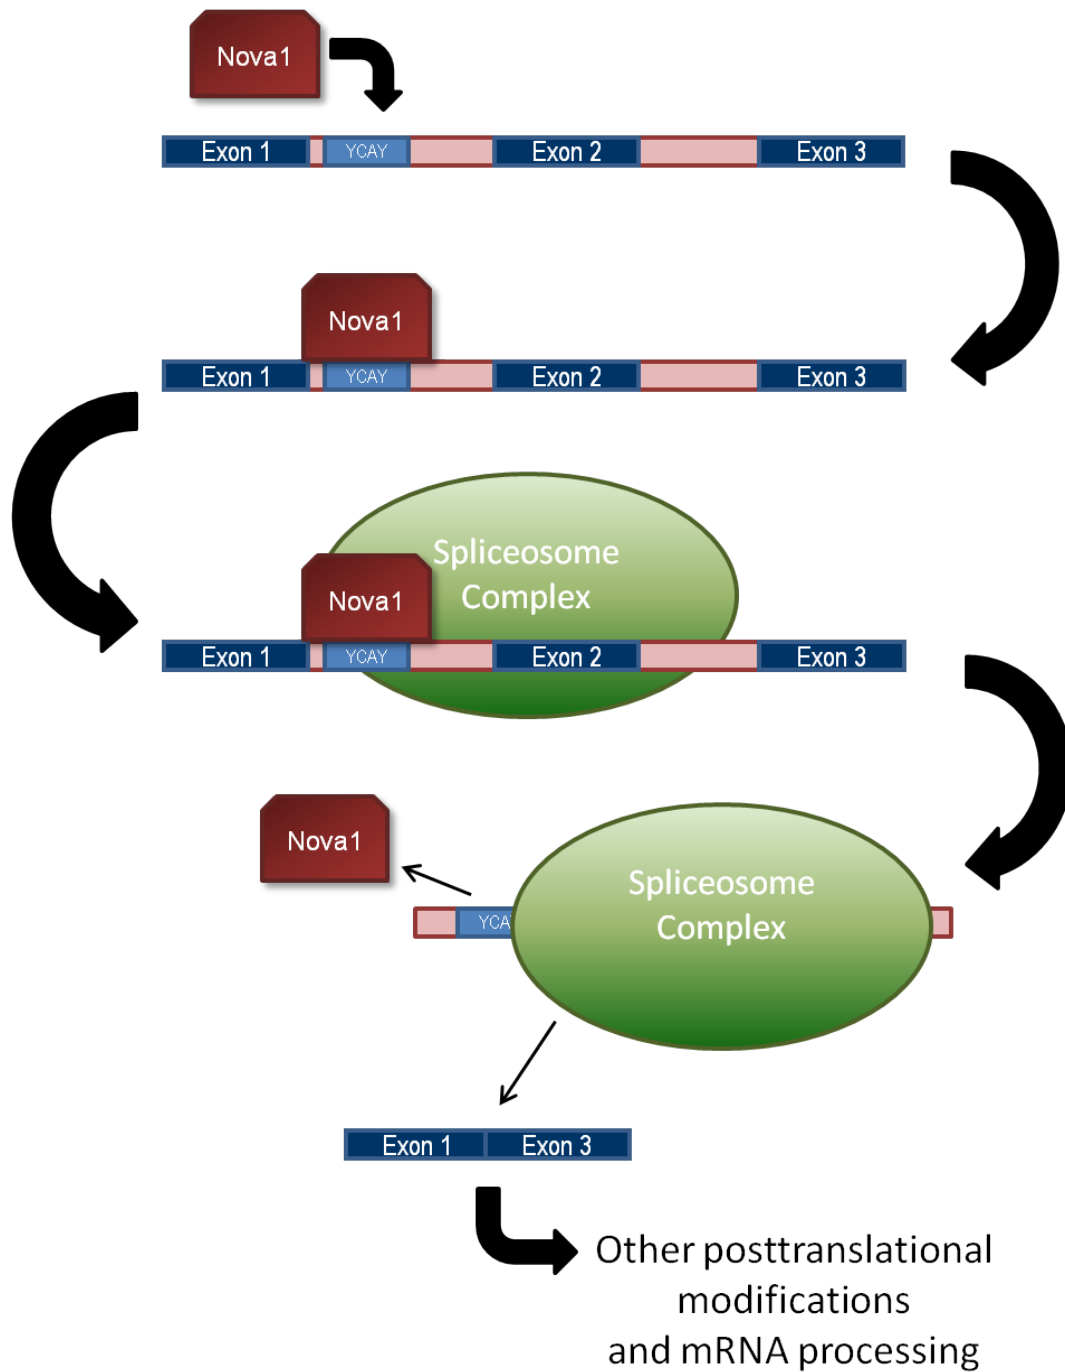 Nova1
Exon 1 YCAY Exon 2 Exon 3
Nova1
Exon 1 YCAY Exon 2 Exon 3
Spliceosome
Complex
Nova1
Exon 1 YCAY Exon 2 Exon 3
Nova1
Spliceosome
Complex
YCA
Exon 1 Exon 3
Other posttranslational
modifications
and mRNA processing